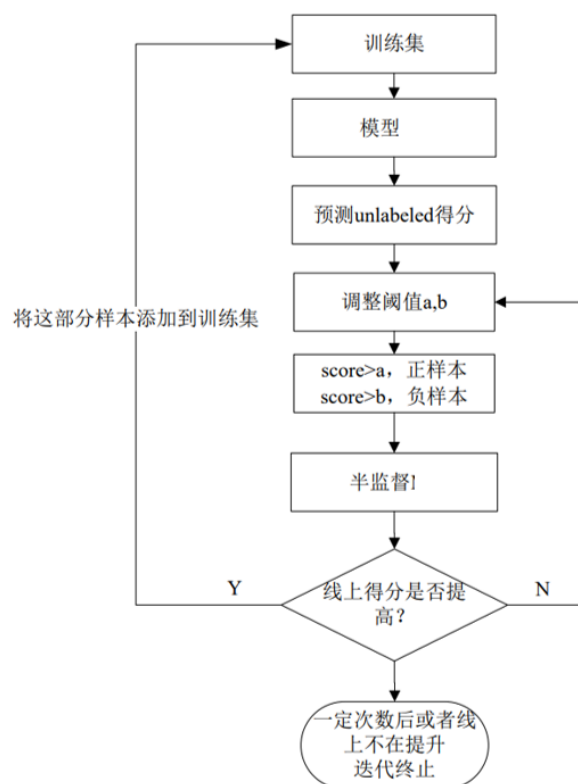 训练集
模型
预测unlabeled得分
调整阈值a,b
将这部分样本添加到训练集
score>a，正样本
score>b，负样本
半监督l
线上得分是否提
高？
Y
N
一定次数后或者线
上不在提升
迭代终止